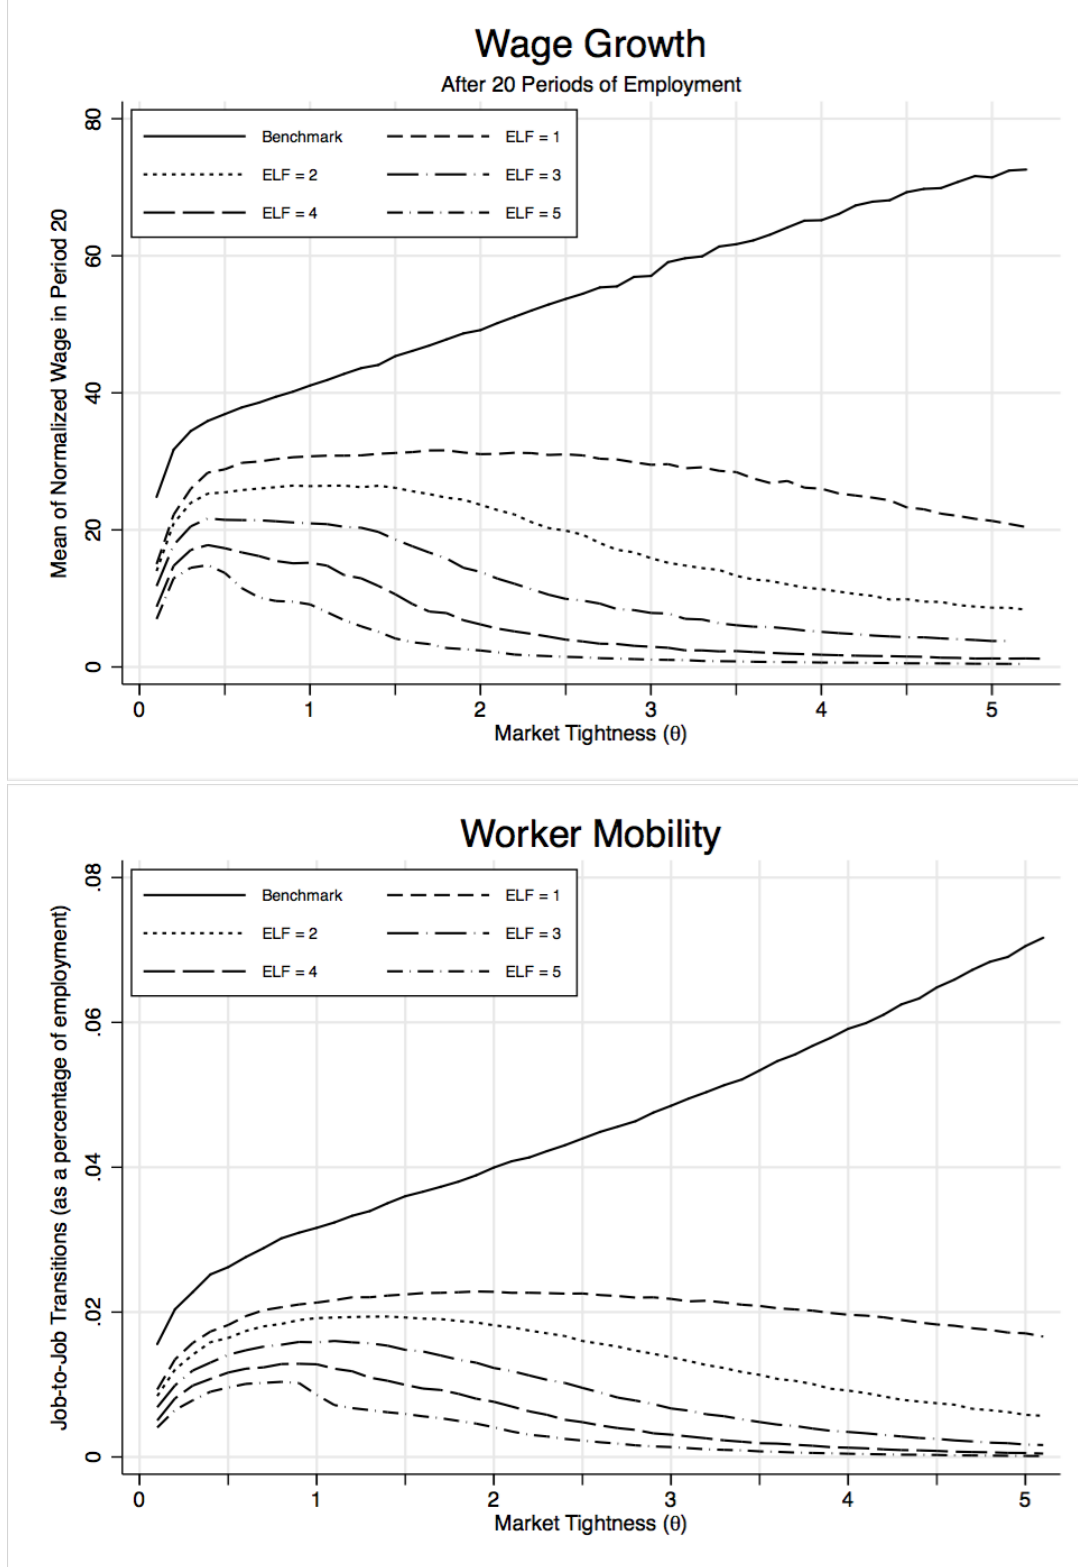 Wage Growth
After 20 Periods of Employment
Mean of Normalized Wage in Period 20
80
60
40
20
0
Benchmark ELF = 1
ELF = 2 ELF = 3
ELF = 4 ELF = 5
0 1 2 3 4 5
Market Tightness (θ)
Worker Mobility
Job-to-Job Transitions (as a percentage of employment)
.08
.06
.04
.02
0
Benchmark ELF = 1
ELF = 2 ELF = 3
ELF = 4 ELF = 5
0 1 2 3 4 5
Market Tightness (θ)